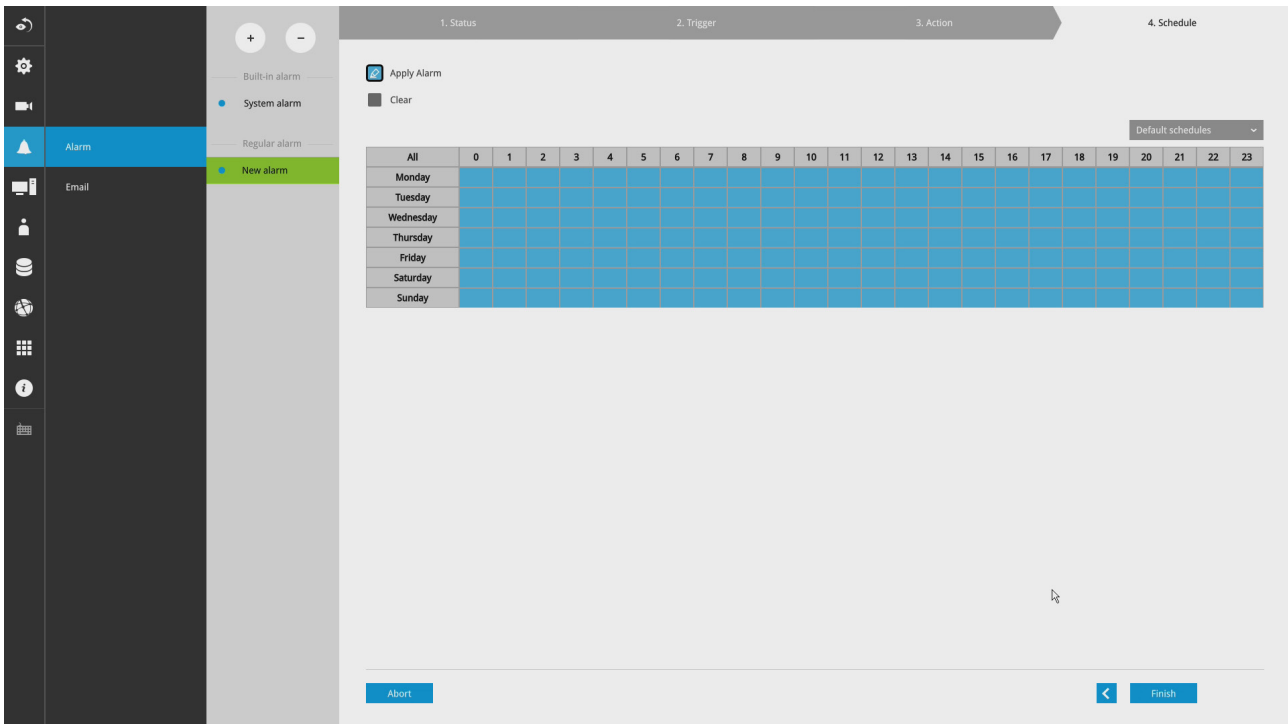 1. Status 2. Trigger 3. Action 4. Schedule
+ -
Built-in alarm
System alarm
Regular alarm
New alarm
Alarm
Email
Apply Alarm
Clear
Default schedules
All 0 1 2 3 4 5 6 7 8 9 10 11 12 13 14 15 16 17 18 19 20 21 22 23
Monday
Tuesday
Wednesday
Thursday
Friday
Saturday
Sunday
Abort
Finish